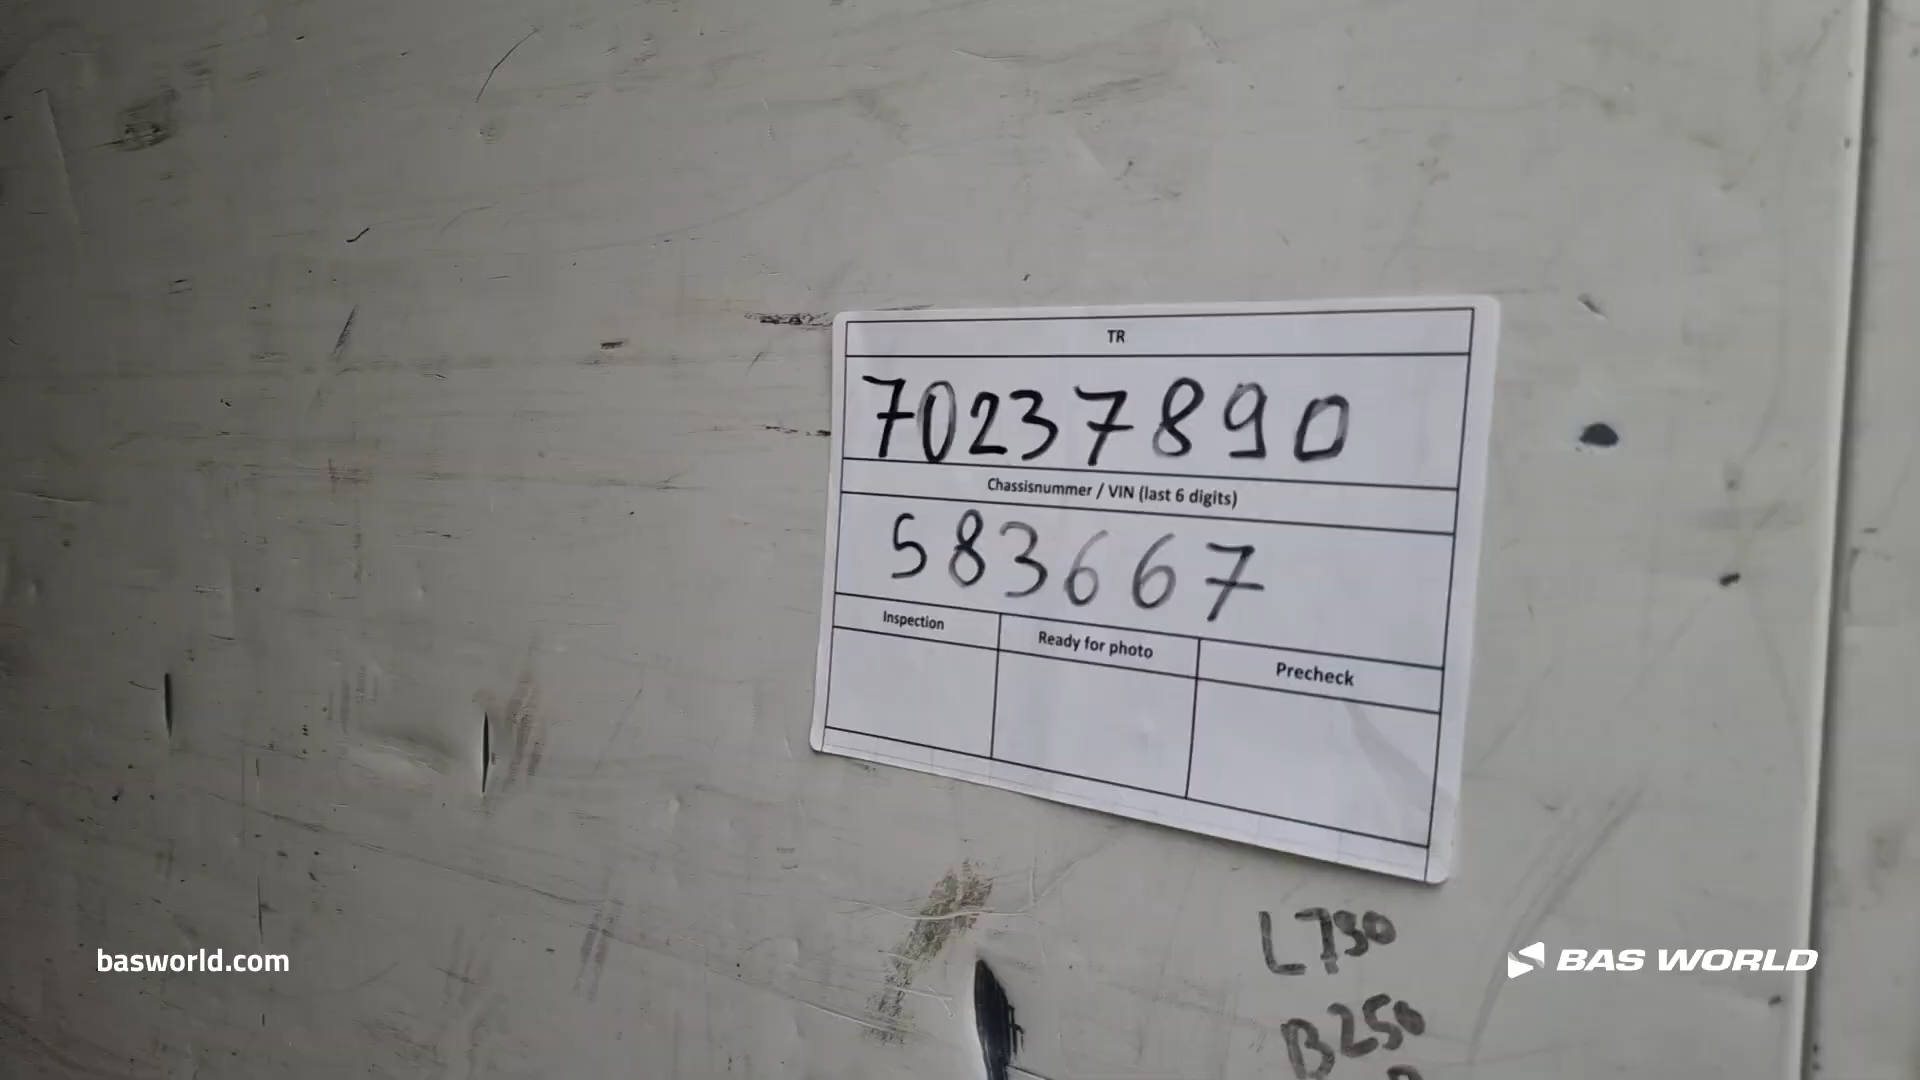 TR
70237890
Chassisnummer / VIN (last 6 digits)
583667
Inspection
Ready for photo
Precheck
L730
B250
basworld.com
BAS WORLD